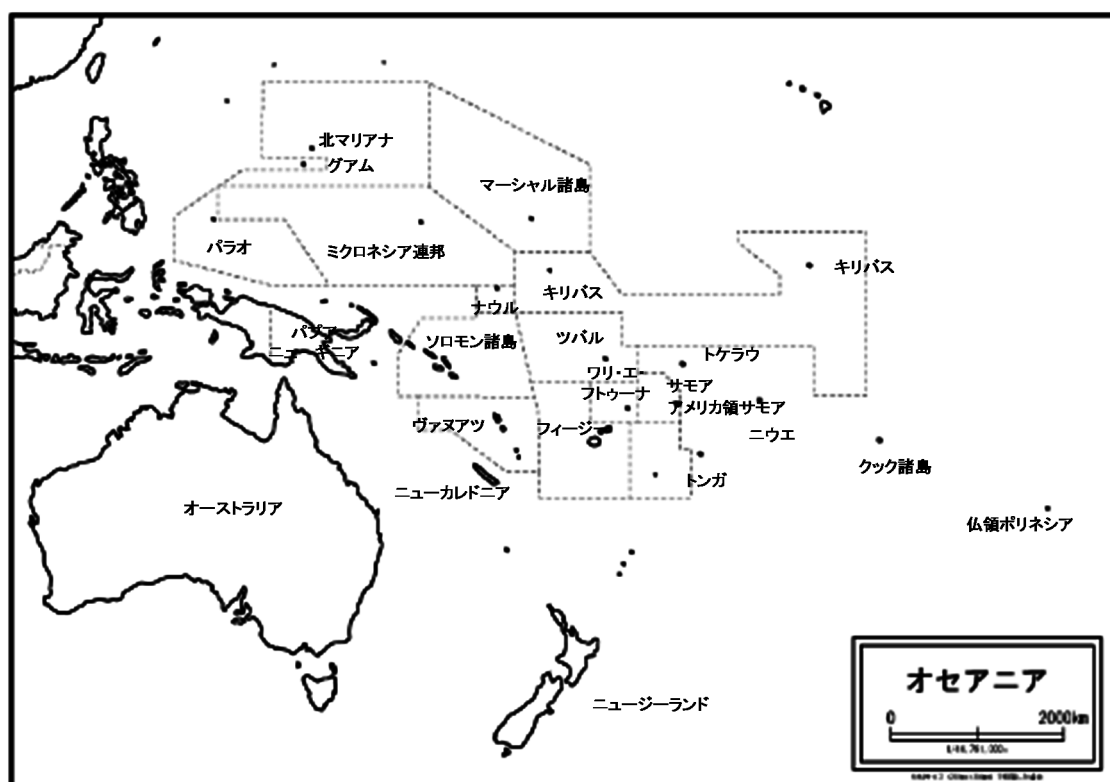 北マリアナ
グアム
マーシャル諸島
パラオ
ミクロネシア連邦
キリバス
キリバス
ナウル
パプア
ニューギニア
ソロモン諸島
ツバル
トケラウ
ワリ・エ・
フトゥーナ
サモア
アメリカ領サモア
ヴァヌアツ
フィージー
ニウエ
クック諸島
ニューカレドニア
トンガ
オーストラリア
仏領ポリネシア
ニュージーランド
オセアニア
0 2000km